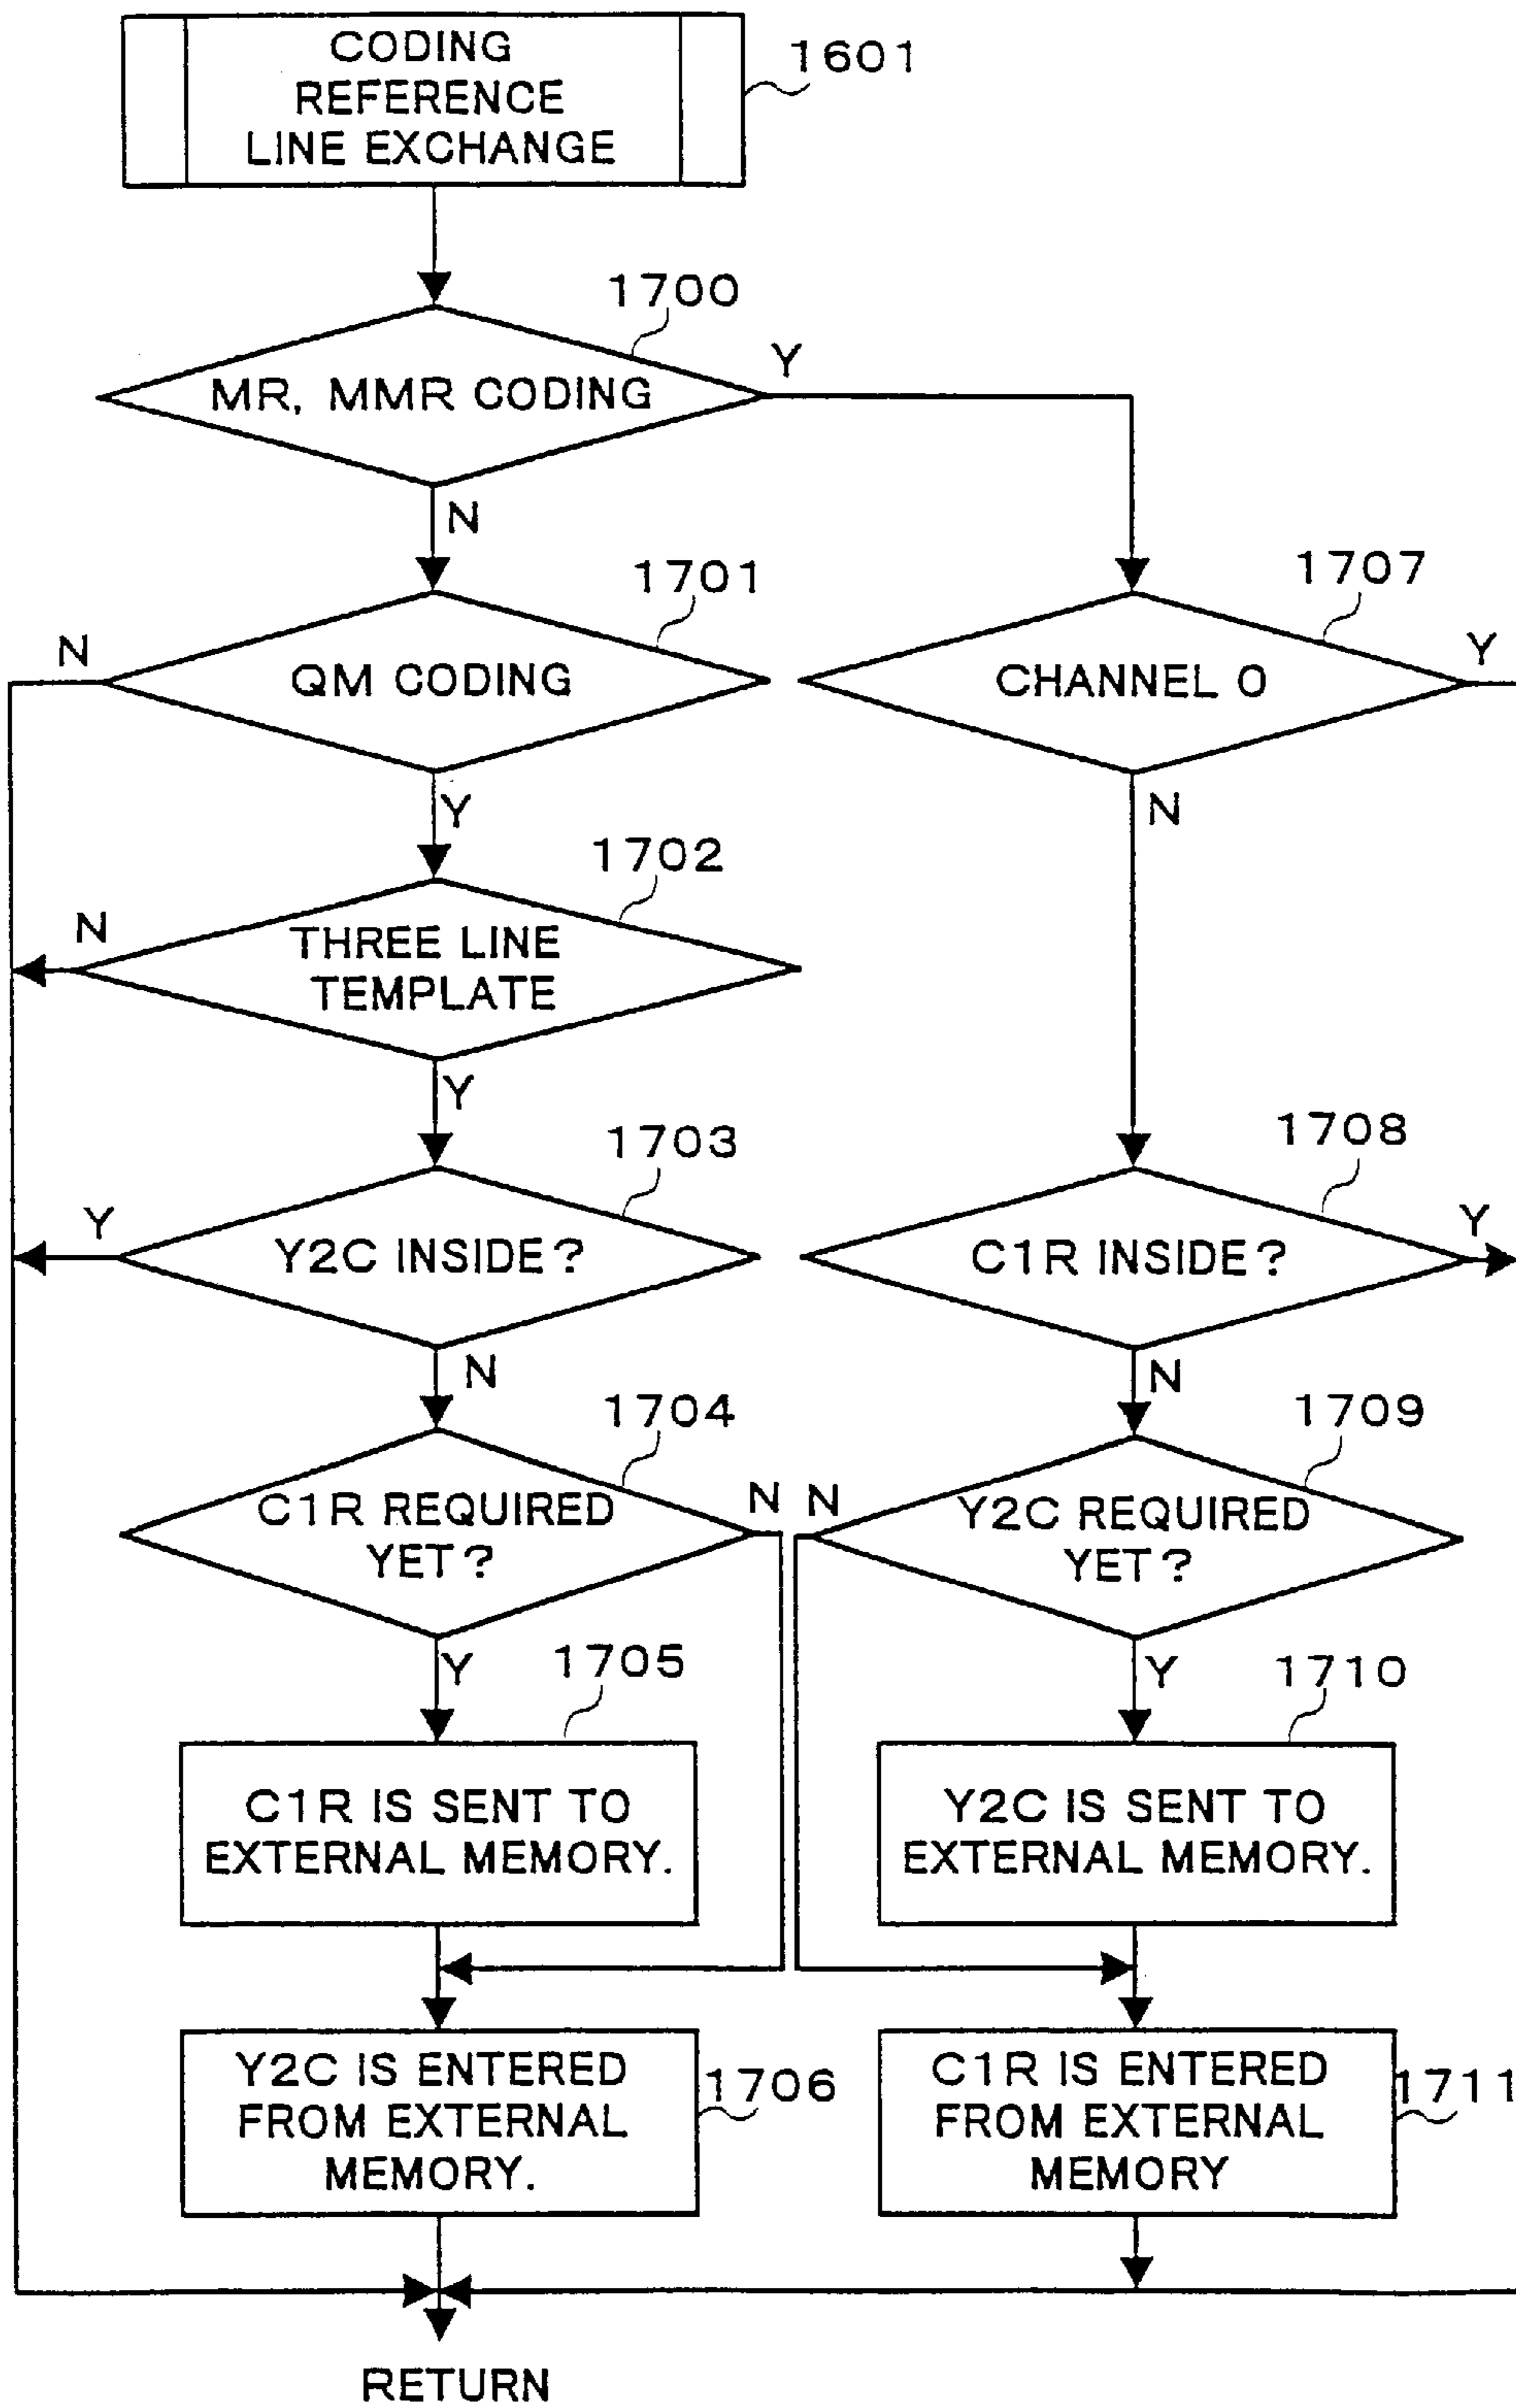 CODING
REFERENCE
LINE EXCHANGE
1601
1700
MR, MMR CODING
Y
N
1701
N
QM CODING
Y
1707
CHANNEL 0
Y
N
1702
N
THREE LINE
TEMPLATE
Y
1703
Y
Y2C INSIDE?
N
1708
C1R INSIDE?
Y
N
1704
C1R REQUIRED
YET?
N
Y
1709
N
Y2C REQUIRED
YET?
Y
1705
C1R IS SENT TO
EXTERNAL MEMORY.
1710
Y2C IS SENT TO
EXTERNAL MEMORY.
Y2C IS ENTERED
FROM EXTERNAL
MEMORY.
1706
C1R IS ENTERED
FROM EXTERNAL
MEMORY
1711
RETURN